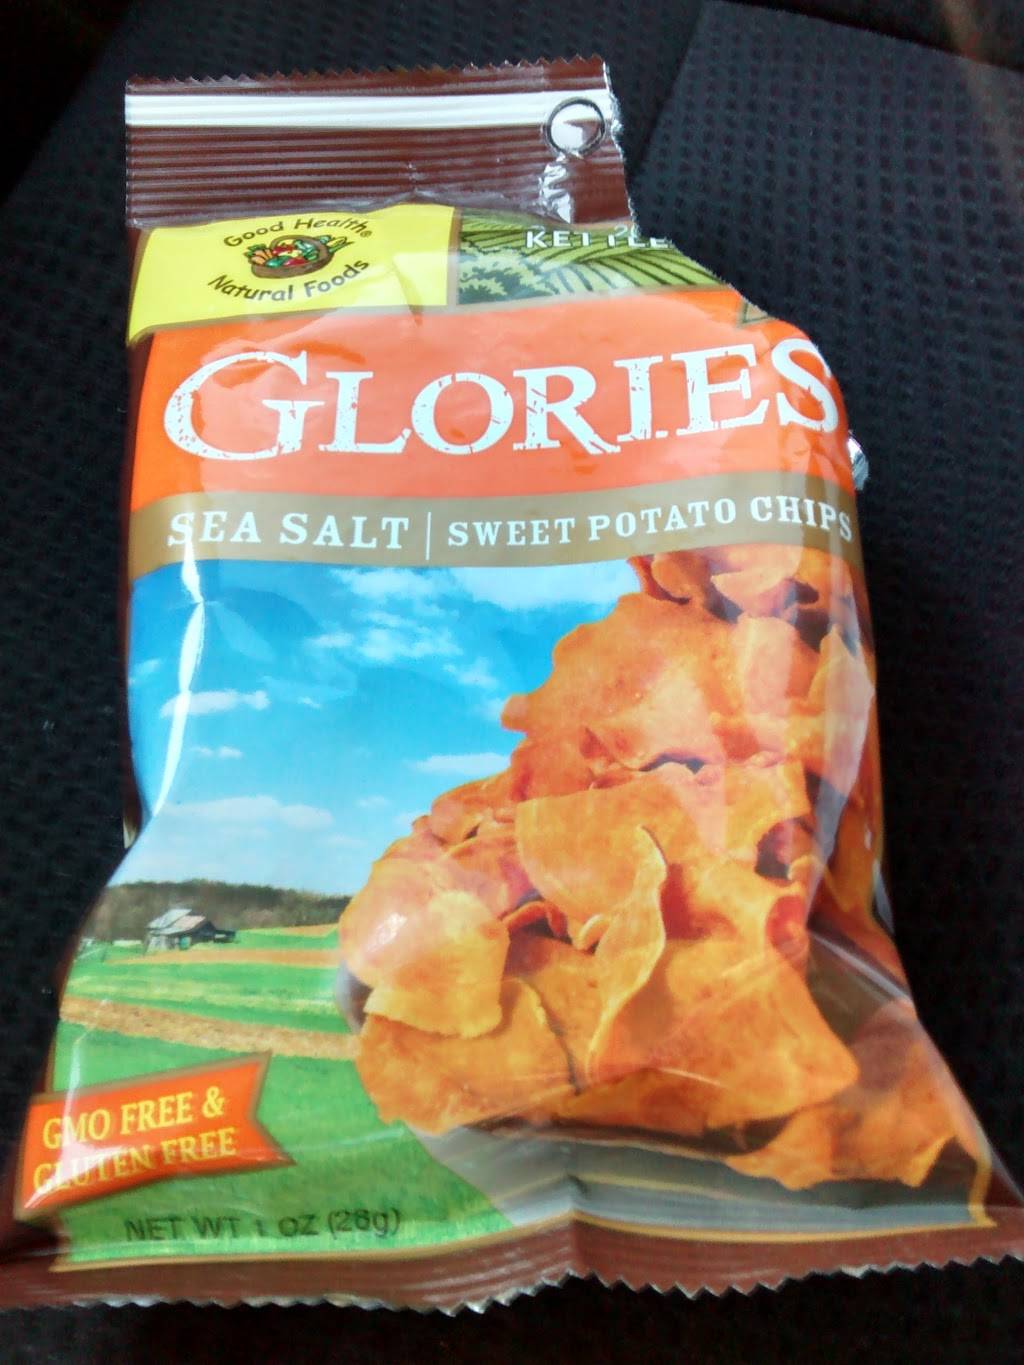 Good Health®
Natural Foods
KETTLE
GLORIES
SEA SALT | SWEET POTATO CHIPS
GMO FREE &
GLUTEN FREE
NET WT 1 OZ (28g)